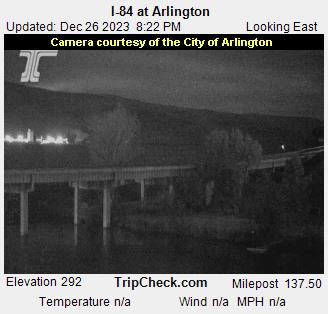 I-84 at Arlington
Updated: Dec 26 2023 8:22 PM Looking East
Camera courtesy of the City of Arlington
Elevation 292 TripCheck.com Milepost 137.50
Temperature n/a Wind n/a MPH n/a